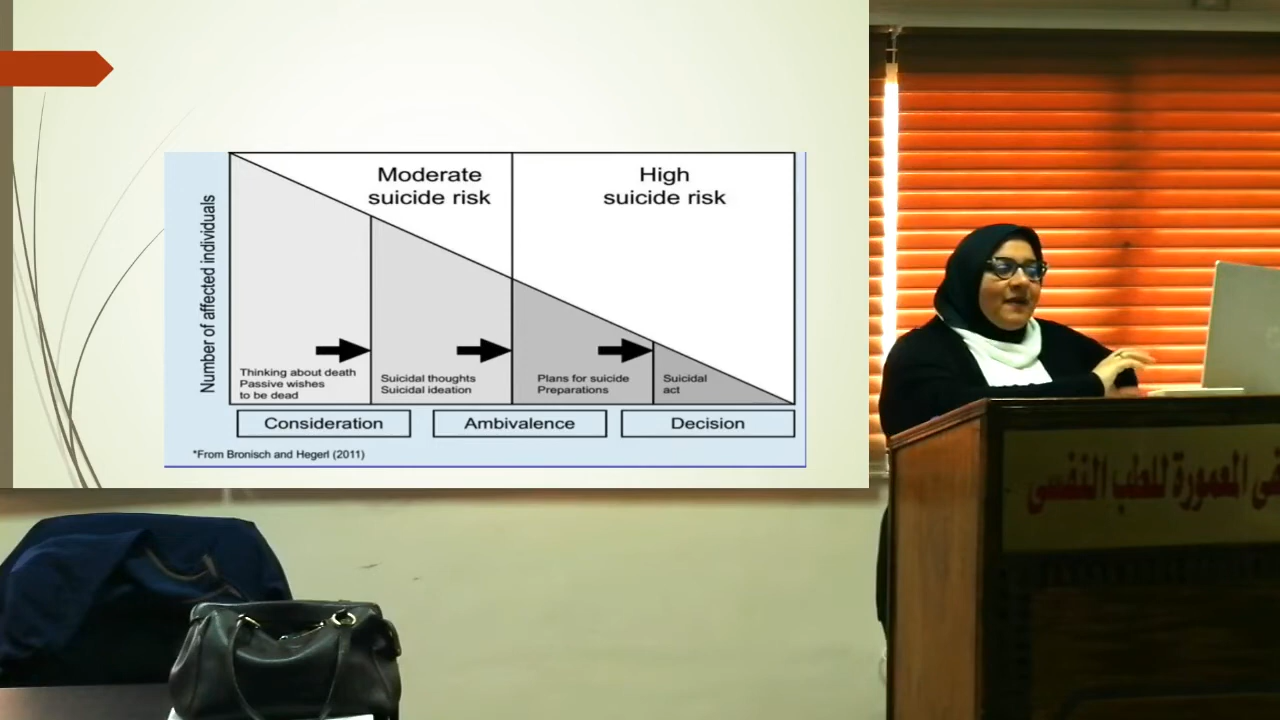 Moderate
suicide risk
High
suicide risk
Number of affected individuals
Thinking about death
Passive wishes
to be dead
Suicidal thoughts
Suicidal ideation
Plans for suicide
Preparations
Suicidal
act
Consideration
Ambivalence
Decision
*From Bronisch and Hegerl (2011)
المعمورة للطب النفسي